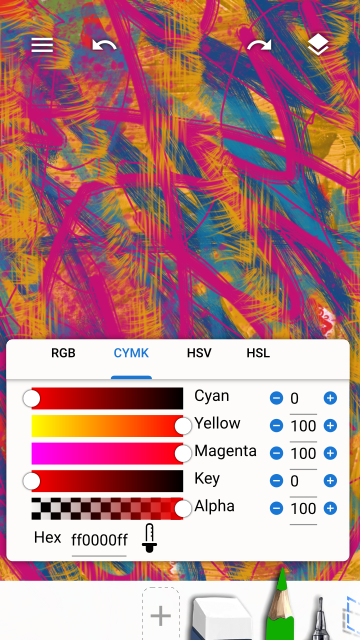 RGB CYMK HSV HSL
Cyan 0
Yellow 100
Magenta 100
Key 0
Alpha 100
Hex ff0000ff